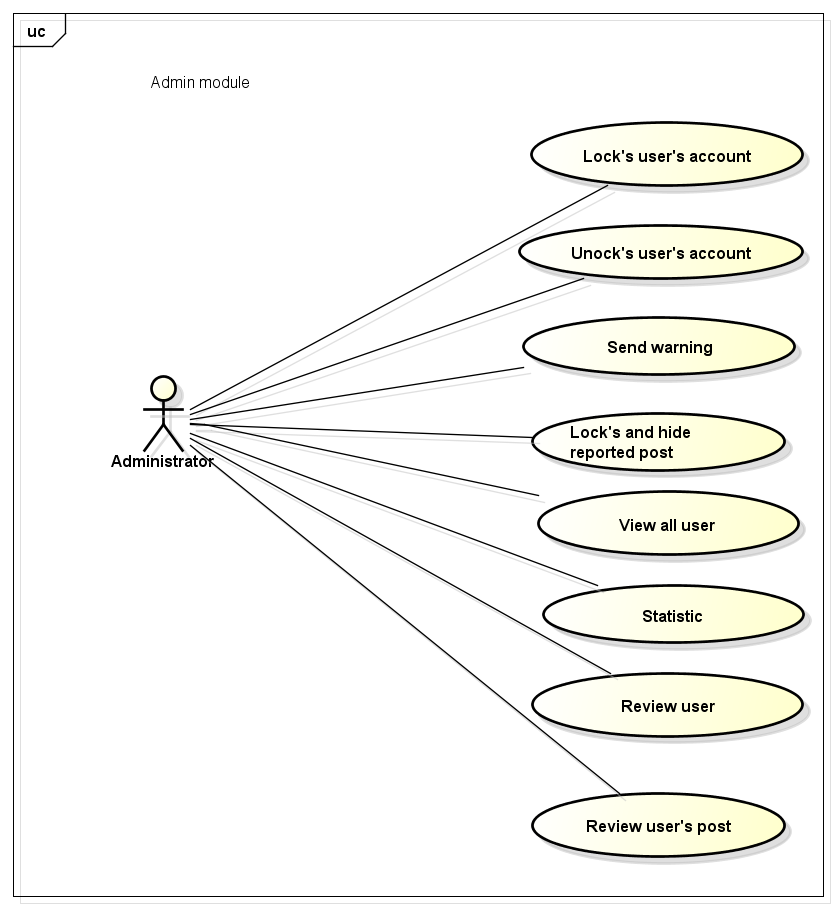 uc
Admin module
Lock's user's account
Unock's user's account
Send warning
Lock's and hide
reported post
Administrator
View all user
Statistic
Review user
Review user's post